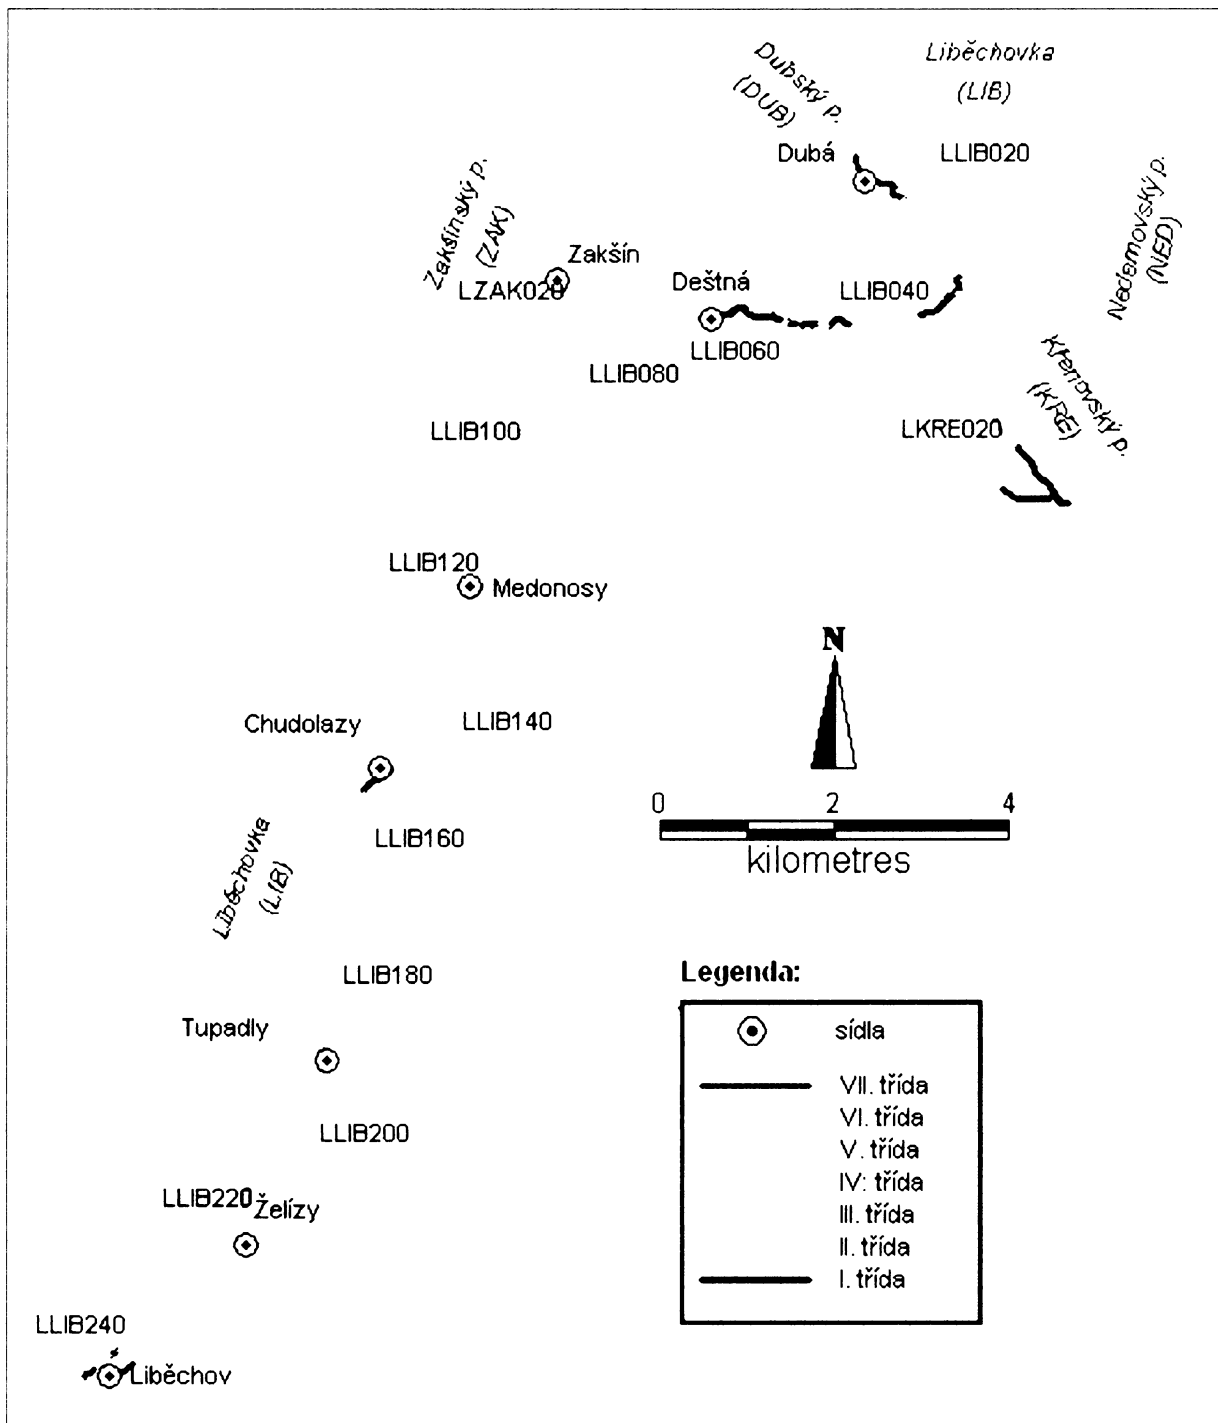 Liběchovka
(LIB)
Dubský p.
(DUB)
Dubá
LLIB020
Zakšínský p.
(ZAK)
Nedamovský p.
(NED)
Zakšín
LZAK020
Deštná
LLIB040
LLIB060
LLIB080
Křenovský p.
(KRE)
LLIB100
LKRE020
LLIB120
Medonosy
N
Chudolazy
LLIB140
0 2 4
kilometres
LLIB160
Liběchovka
(LIB)
LLIB180
Legenda:
sídla
VII. třída
VI. třída
V. třída
IV: třída
III. třída
II. třída
I. třída
Tupadly
LLIB200
LLIB220
Želízy
LLIB240
Liběchov